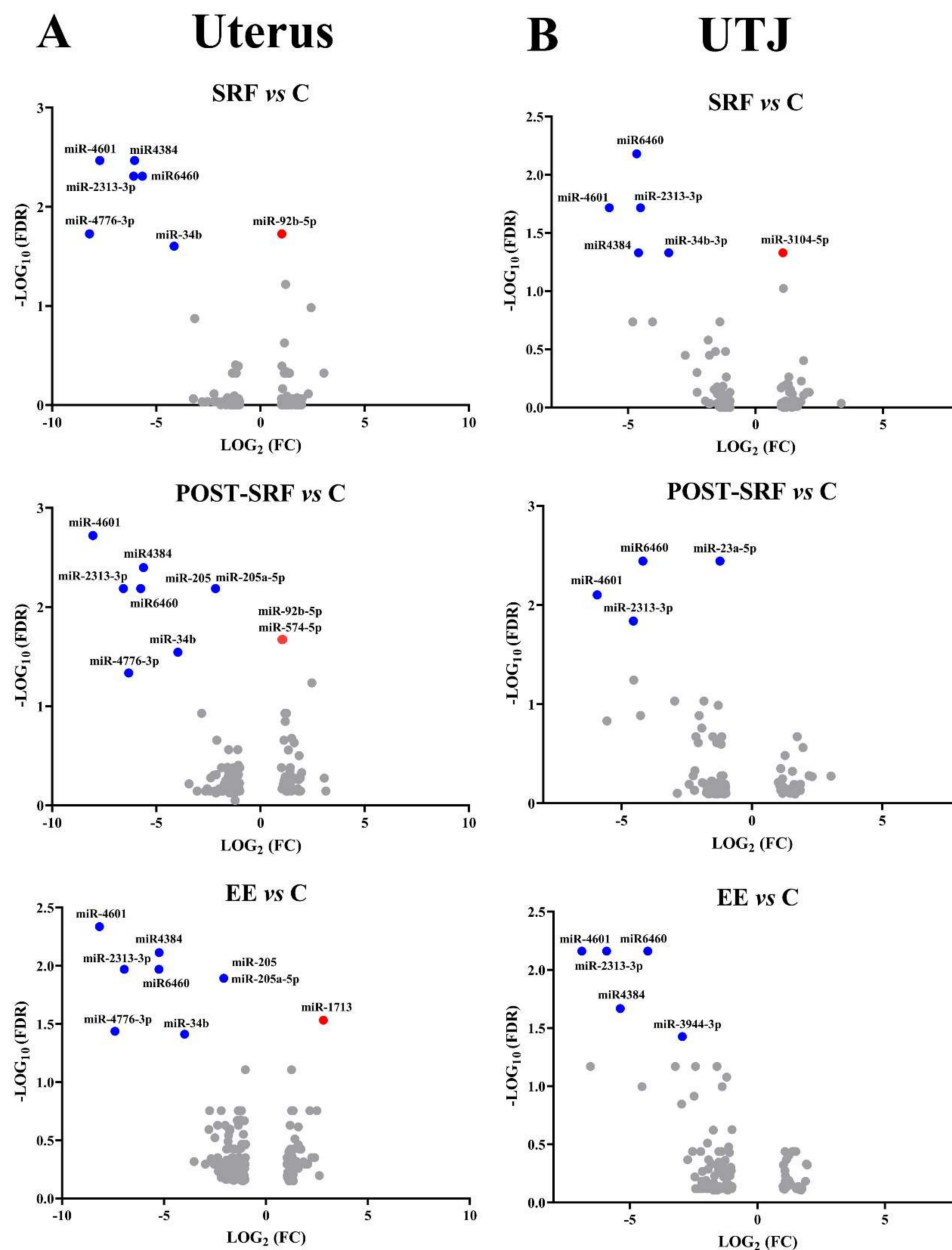 A Uterus
B UTJ
SRF vs C
3
2
1
0
-10 -5 0 5 10
-LOG10 (FDR)
LOG2 (FC)
miR-4601
miR4384
miR-2313-3p
miR6460
miR-4776-3p
miR-34b
miR-92b-5p
SRF vs C
2.5
2.0
1.5
1.0
0.5
0.0
-5 0 5
-LOG10 (FDR)
LOG2 (FC)
miR6460
miR-4601
miR-2313-3p
miR4384
miR-34b-3p
miR-3104-5p
POST-SRF vs C
3
2
1
0
-10 -5 0 5 10
-LOG10 (FDR)
LOG2 (FC)
miR-4601
miR4384
miR-2313-3p
miR6460
miR-205
miR-205a-5p
miR-92b-5p
miR-574-5p
miR-34b
miR-4776-3p
POST-SRF vs C
3
2
1
0
-5 0 5
-LOG10 (FDR)
LOG2 (FC)
miR6460
miR-23a-5p
miR-4601
miR-2313-3p
EE vs C
2.5
2.0
1.5
1.0
0.5
0.0
-10 -5 0 5 10
-LOG10 (FDR)
LOG2 (FC)
miR-4601
miR4384
miR-2313-3p
miR6460
miR-205
miR-205a-5p
miR-1713
miR-4776-3p
miR-34b
EE vs C
2.5
2.0
1.5
1.0
0.5
0.0
-5 0 5
-LOG10 (FDR)
LOG2 (FC)
miR-4601
miR6460
miR-2313-3p
miR4384
miR-3944-3p